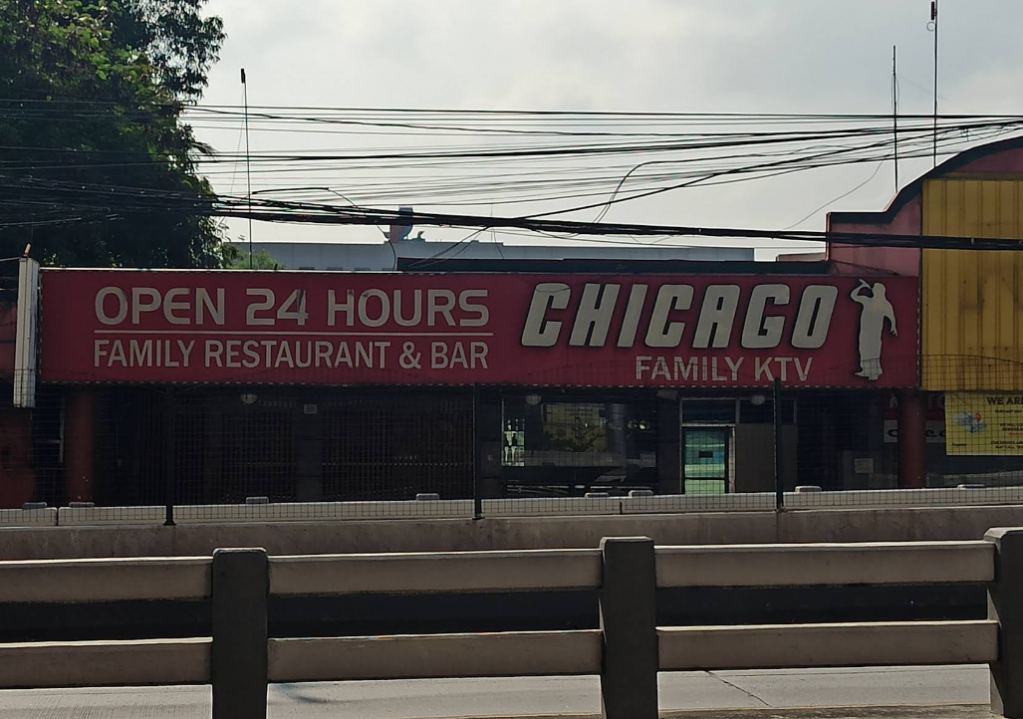 OPEN 24 HOURS
FAMILY RESTAURANT & BAR
CHICAGO
FAMILY KTV
WE ARE